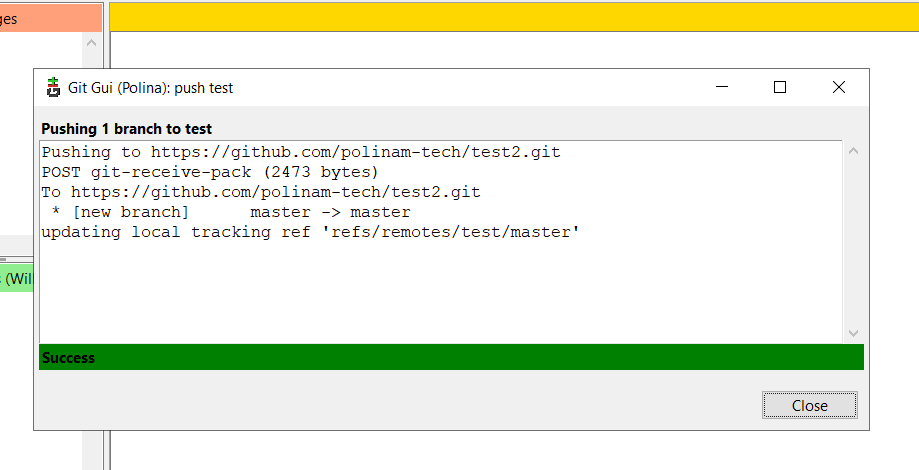 ges
Git Gui (Polina): push test
Pushing 1 branch to test
Pushing to https://github.com/polinam-tech/test2.git
POST git-receive-pack (2473 bytes)
To https://github.com/polinam-tech/test2.git
 * [new branch]      master -> master
updating local tracking ref 'refs/remotes/test/master'
(Will
Success
Close